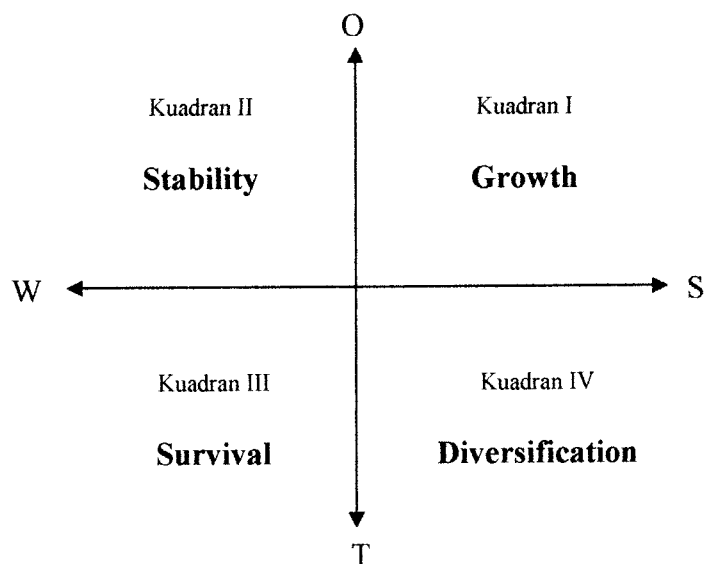 O
Kuadran II
Kuadran I
Stability
Growth
W
S
Kuadran III
Kuadran IV
Survival
Diversification
T